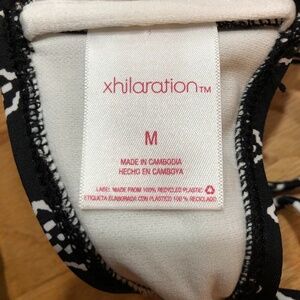 xhilaration™
M
MADE IN CAMBODIA
HECHO EN CAMBOYA
LABEL MADE FROM 100% RECYCLED PLASTIC
ETIQUETA ELABORADA CON PLASTICO 100 % RECICLADO